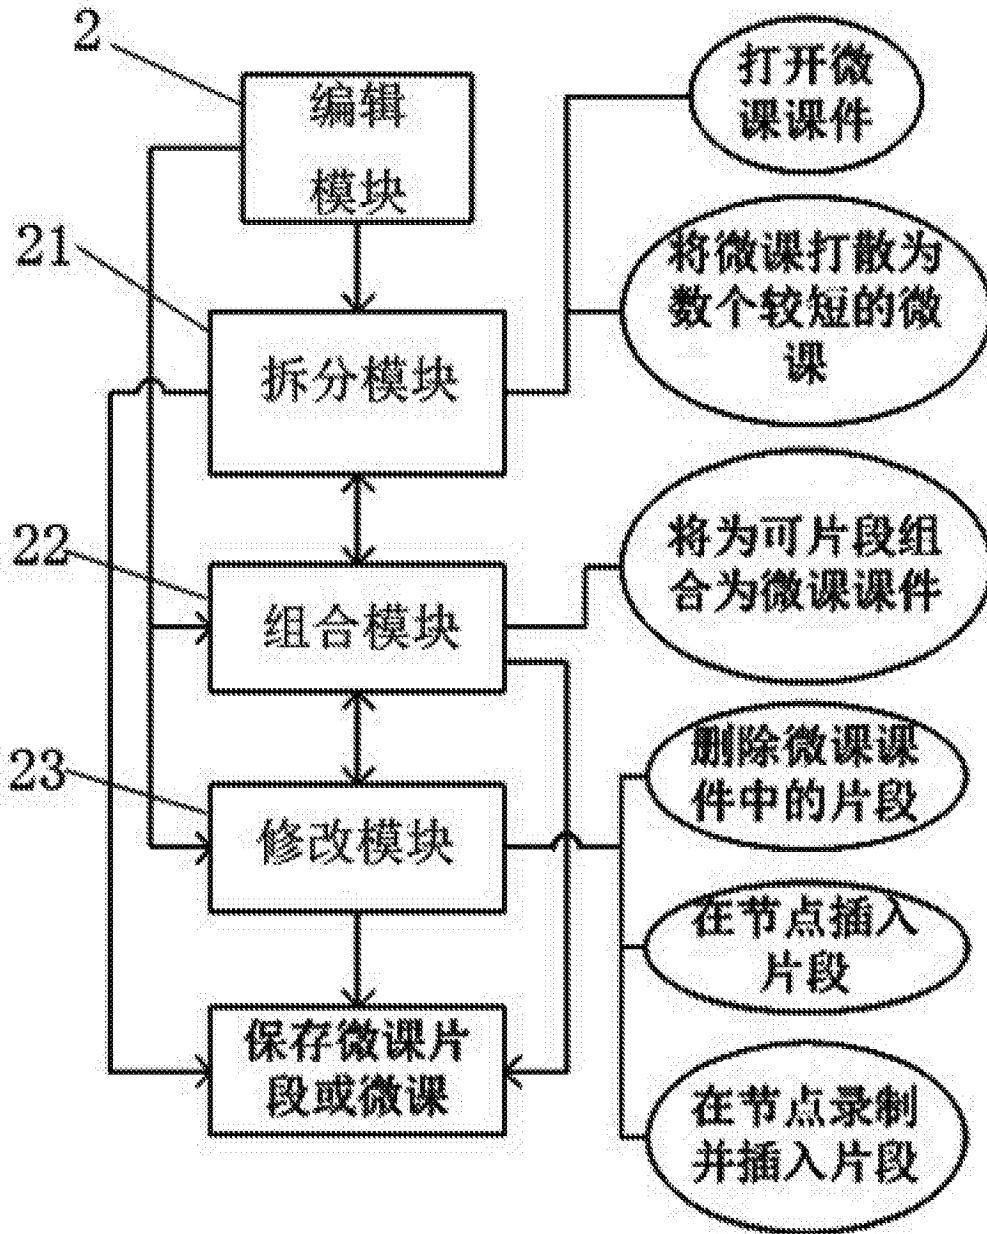 2
编辑
模块
打开微
课课件
21
将微课打散为
数个较短的微
课
拆分模块
22
将为可片段组
合为微课课件
组合模块
23
删除微课课
件中的片段
修改模块
在节点插入
片段
保存微课片
段或微课
在节点录制
并插入片段